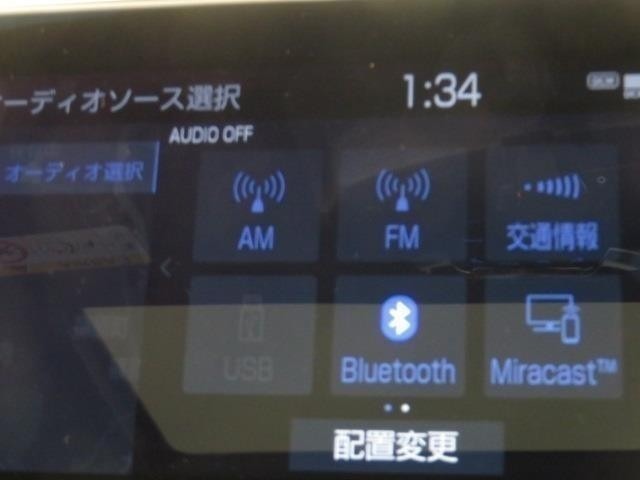 オーディオソース選択
1:34
AUDIO OFF
オーディオ選択
AM
FM
交通情報
USB
Bluetooth
Miracast™
配置変更